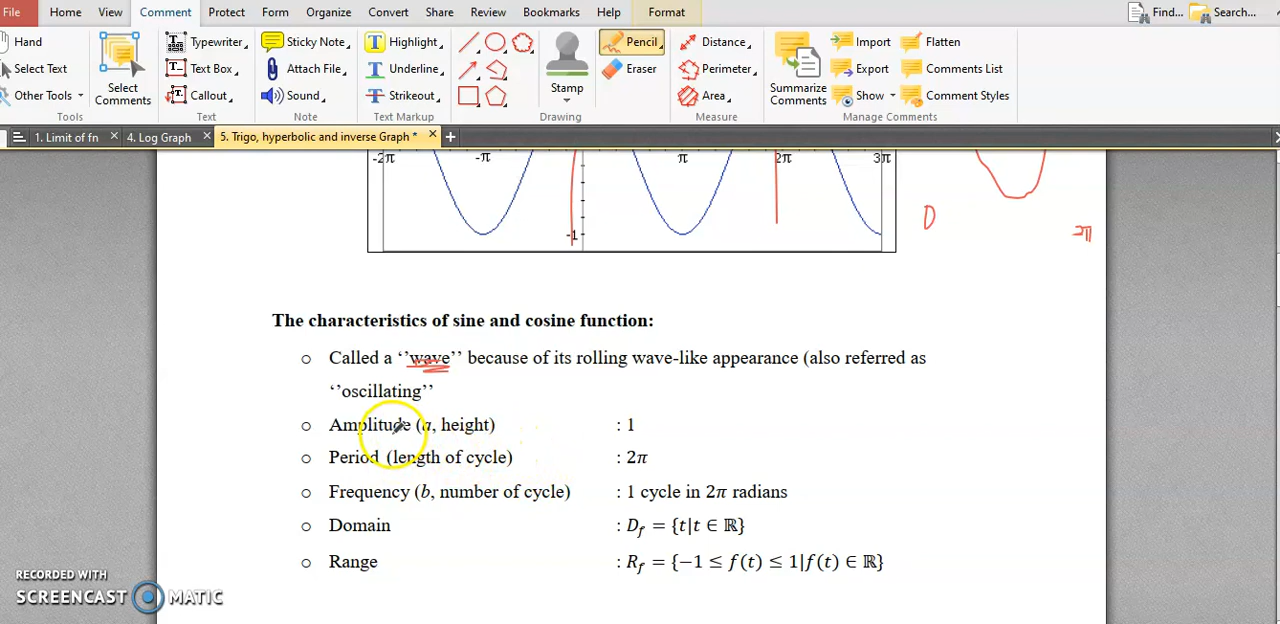 File Home View Comment Protect Form Organize Convert Share Review Bookmarks Help Format Find... Search...
Hand Select Text Other Tools Select Comments Tools
Typewriter Text Box Callout Text
Sticky Note Attach File Sound Note
Highlight Underline Strikeout Text Markup
Drawing
Stamp
Pencil Eraser
Distance Perimeter Area Measure
Summarize Comments Import Export Show Flatten Comments List Comment Styles Manage Comments
1. Limit of fn 4. Log Graph 5. Trigo, hyperbolic and inverse Graph *
-2π -π π 2π 3π
-1
0 2π
The characteristics of sine and cosine function:
○ Called a ‘’wave’’ because of its rolling wave-like appearance (also referred as
‘’oscillating’’
○ Amplitude (a, height) : 1
○ Period (length of cycle) : 2π
○ Frequency (b, number of cycle) : 1 cycle in 2π radians
○ Domain : D_f = {t|t ∈ ℝ}
○ Range : R_f = {−1 ≤ f(t) ≤ 1|f(t) ∈ ℝ}
RECORDED WITH
SCREENCAST MATIC